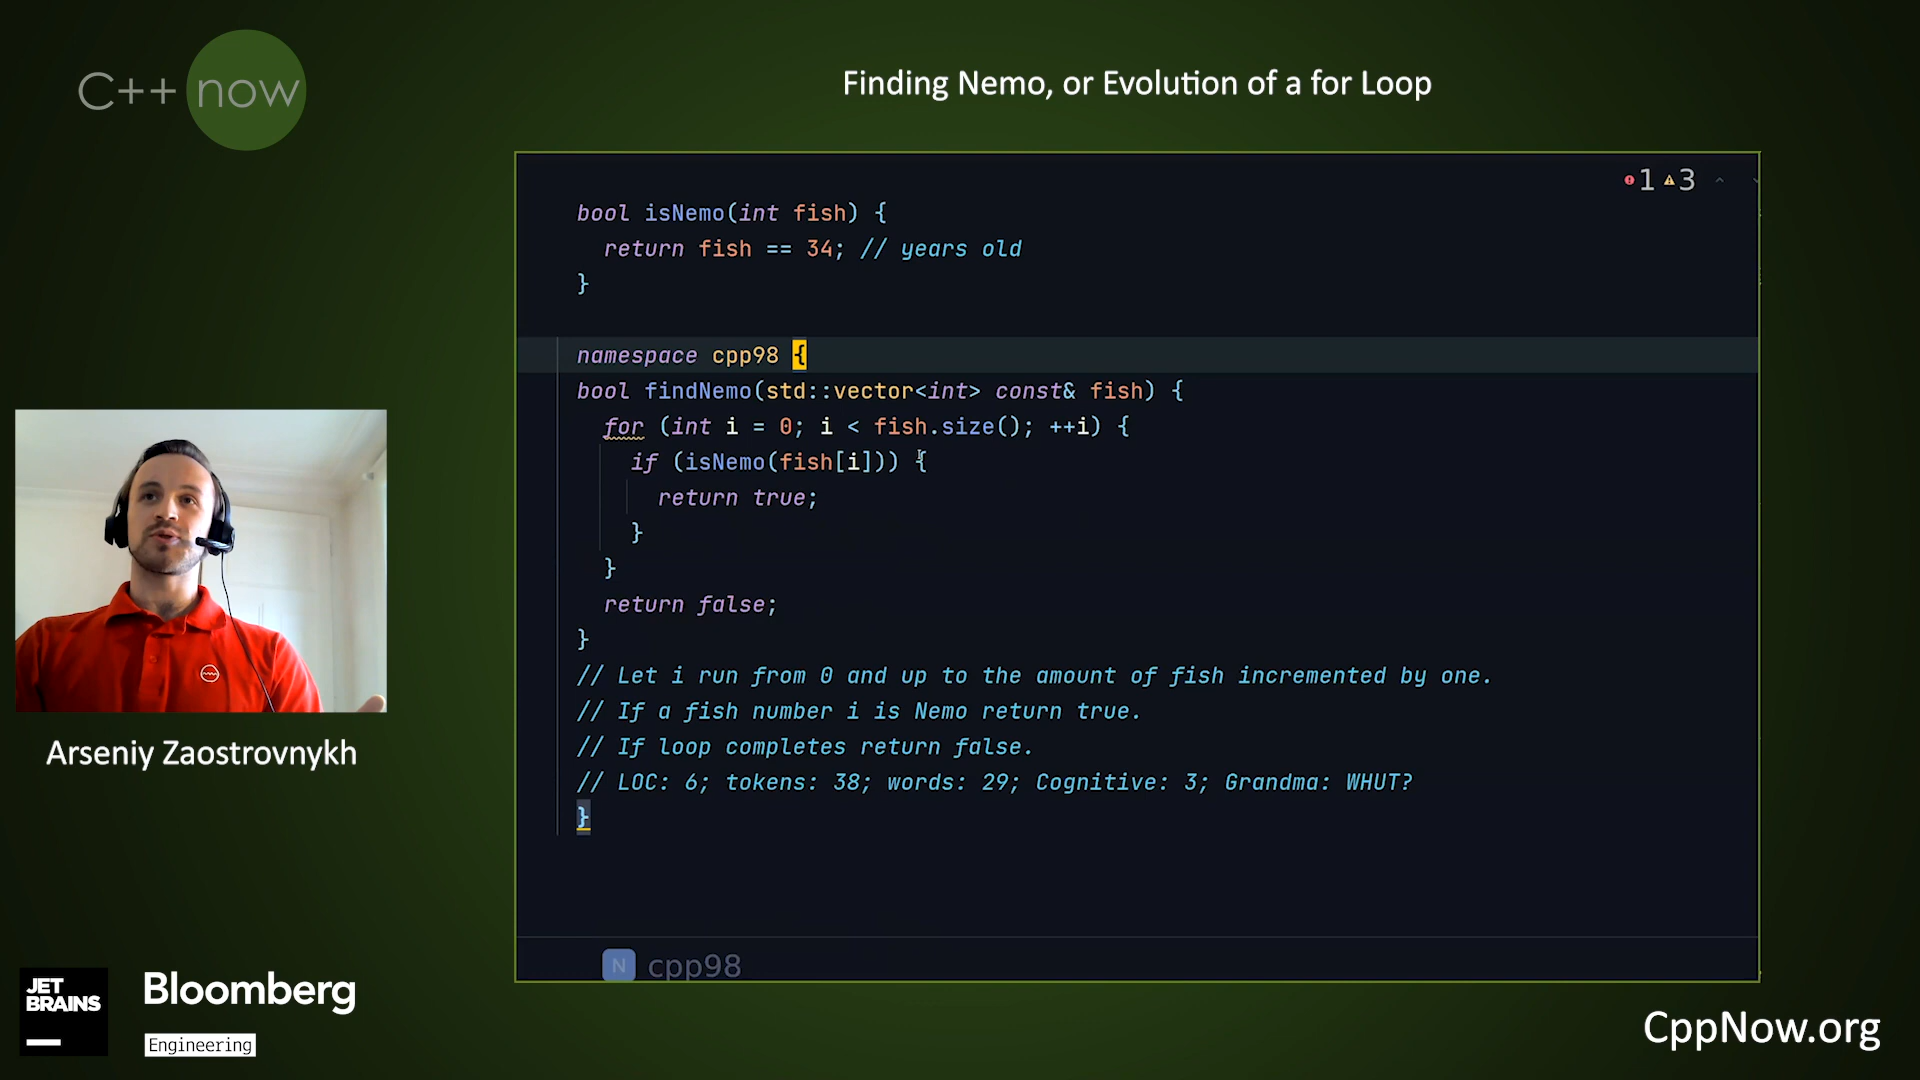 C++ now
Finding Nemo, or Evolution of a for Loop
1 3
bool isNemo(int fish) {
return fish == 34; // years old
}
namespace cpp98 {
bool findNemo(std::vector<int> const& fish) {
for (int i = 0; i < fish.size(); ++i) {
if (isNemo(fish[i])) {
return true;
}
}
return false;
}
// Let i run from 0 and up to the amount of fish incremented by one.
// If a fish number i is Nemo return true.
// If loop completes return false.
// LOC: 6; tokens: 38; words: 29; Cognitive: 3; Grandma: WHUT?
}
N cpp98
Arseniy Zaostrovnykh
JET
BRAINS
Bloomberg
Engineering
CppNow.org